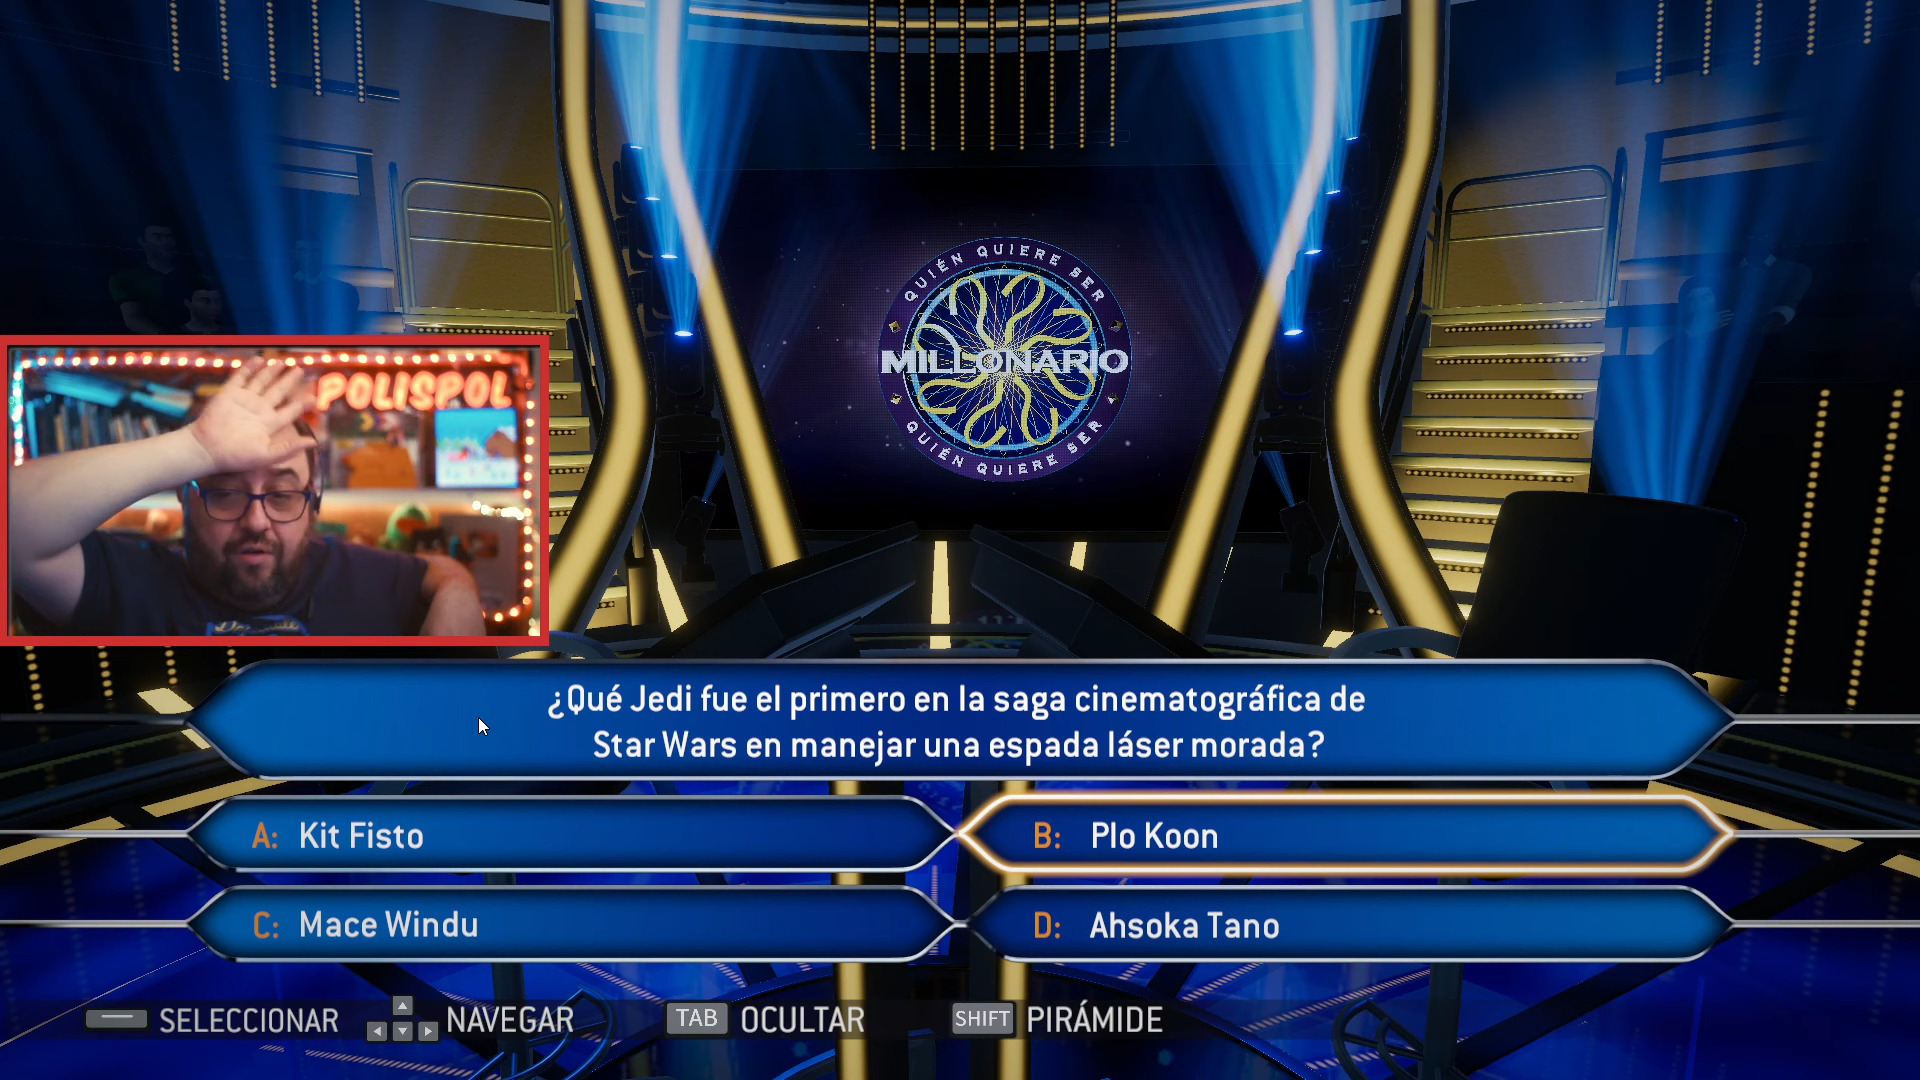 QUIÉN QUIERE SER
MILLONARIO
QUIÉN QUIERE SER
POLISPOL
¿Qué Jedi fue el primero en la saga cinematográfica de
Star Wars en manejar una espada láser morada?
A: Kit Fisto
B: Plo Koon
C: Mace Windu
D: Ahsoka Tano
SELECCIONAR
NAVEGAR
TAB OCULTAR
SHIFT PIRÁMIDE